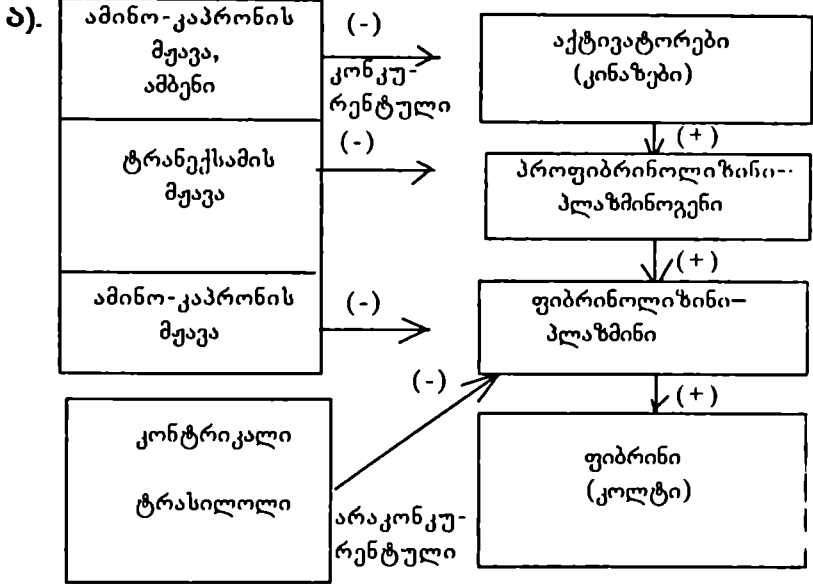 ა).
ამინო-კაპრონის
მჟავა,
ამბენი
(-)
კონკუ-
რენტული
აქტივატორები
(კინაზები)
(+)
ტრანექსამის
მჟავა
(-)
პროფიბრინოლიზინი--
პლაზმინოგენი
(+)
ამინო-კაპრონის
მჟავა
(-)
ფიბრინოლიზინი–
პლაზმინი
(-)
(+)
კონტრიკალი
ტრასილოლი
არაკონკუ-
რენტული
ფიბრინი
(კოლტი)